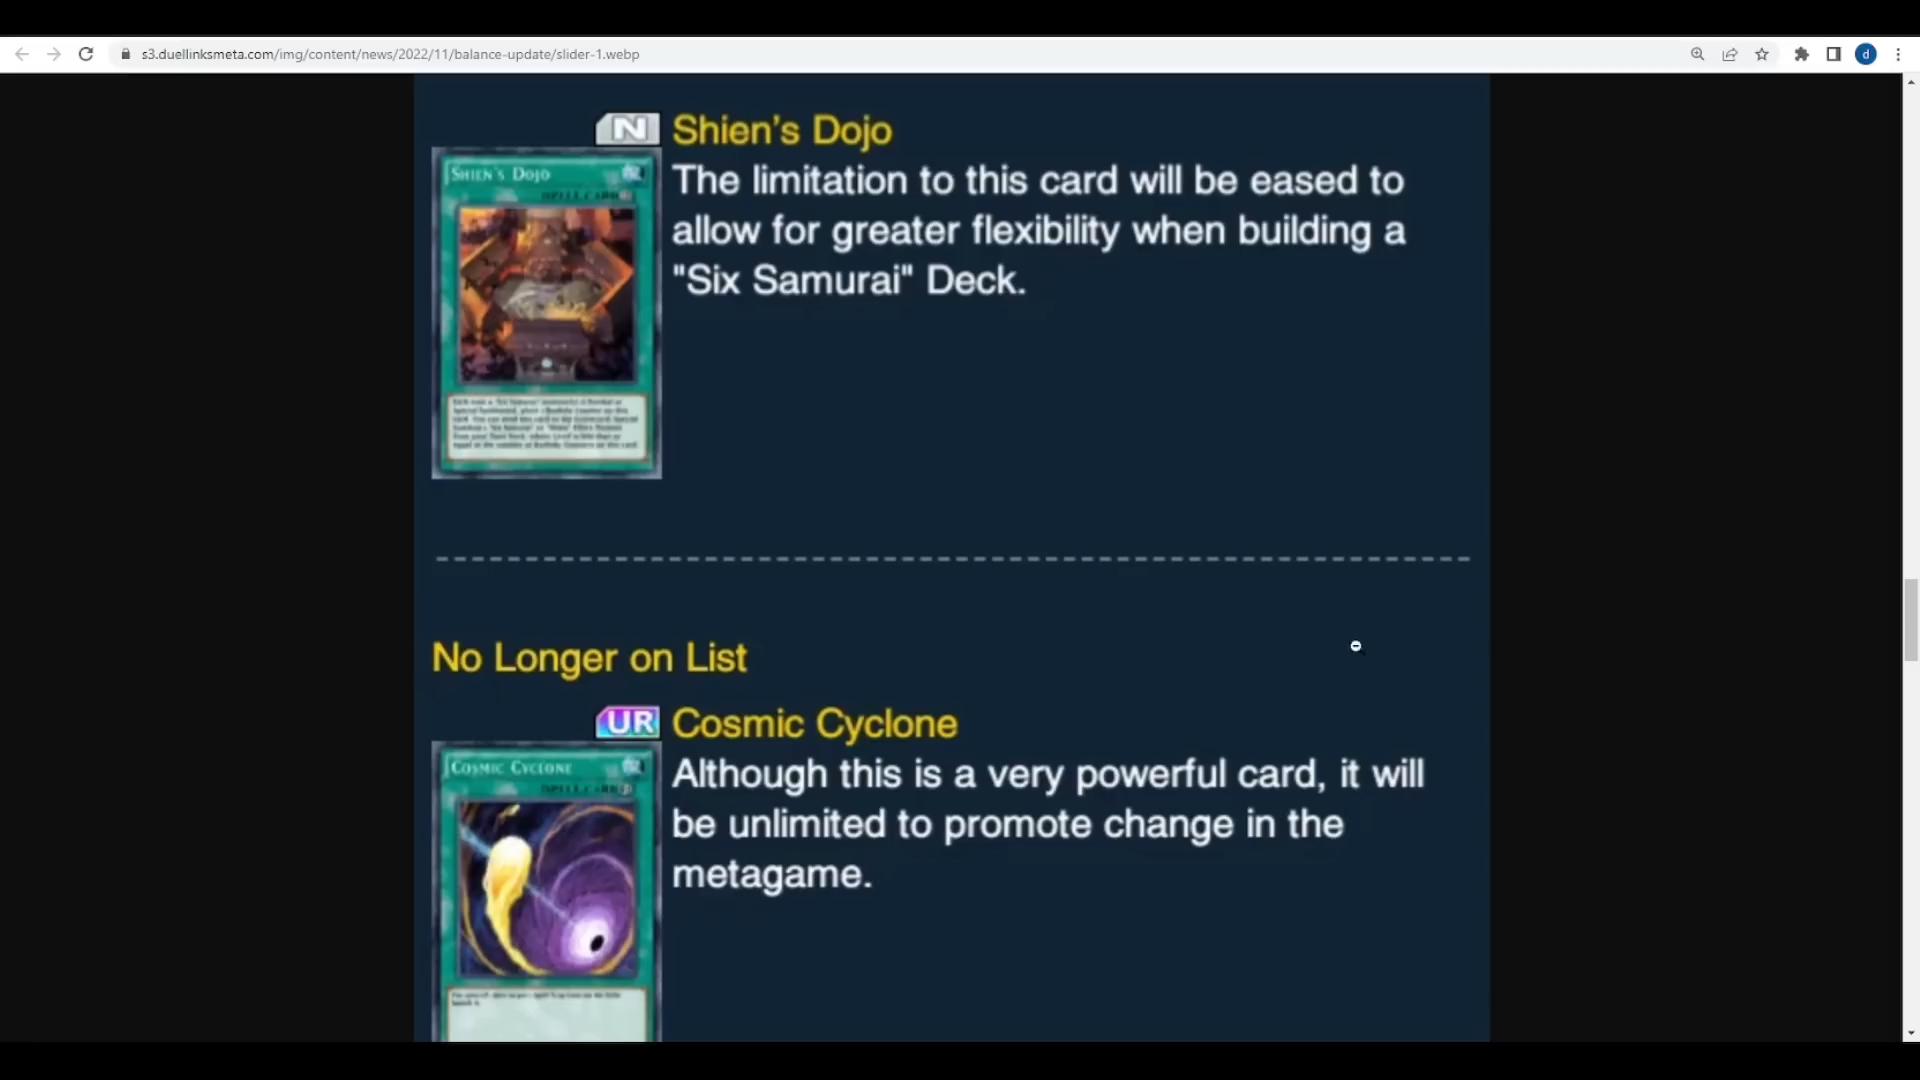 s3.duellinksmeta.com/img/content/news/2022/11/balance-update/slider-1.webp
d
N Shien's Dojo
SHIEN'S DOJO
The limitation to this card will be eased to
allow for greater flexibility when building a
"Six Samurai" Deck.
No Longer on List
UR Cosmic Cyclone
COSMIC CYCLONE
Although this is a very powerful card, it will
be unlimited to promote change in the
metagame.